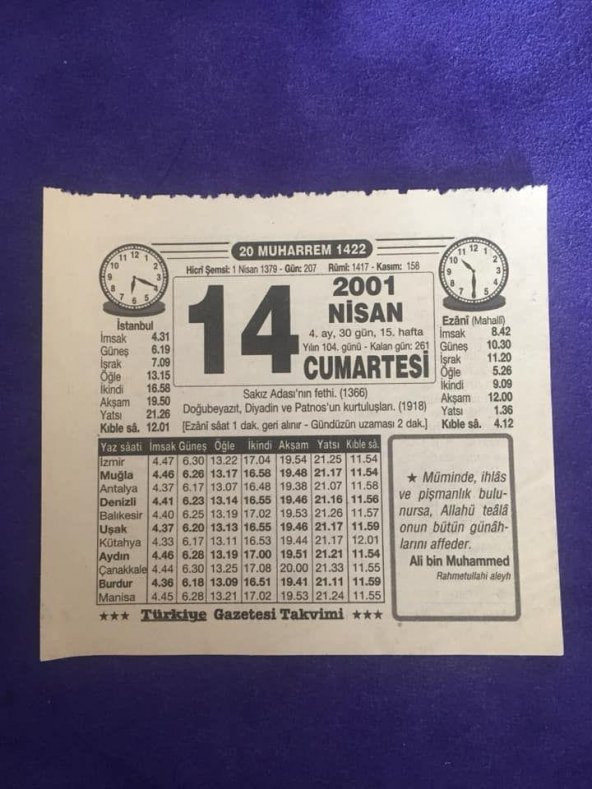 20 MUHARREM 1422
Hicrî Şemsi: 1 Nisan 1379 - Gün: 207 Rûmî: 1417 - Kasım: 158
14
2001
NİSAN
4. ay, 30 gün, 15. hafta
Yılın 104. günü - Kalan gün: 261
CUMARTESİ
İstanbul
İmsak 4.31
Güneş 6.19
İşrak 7.09
Öğle 13.15
İkindi 16.58
Akşam 19.50
Yatsı 21.26
Kıble sâ. 12.01
Ezânî (Mahallî)
İmsak 8.42
Güneş 10.30
İşrak 11.20
Öğle 5.26
İkindi 9.09
Akşam 12.00
Yatsı 1.36
Kıble sâ. 4.12
Sakız Adası'nın fethi. (1366)
Doğubeyazıt, Diyadin ve Patnos'un kurtuluşları. (1918)
[Ezânî sâat 1 dak. geri alınır - Gündüzün uzaması 2 dak.]
Yaz sâati İmsak Güneş Öğle İkindi Akşam Yatsı Kıble sâ.
İzmir 4.47 6.30 13.22 17.04 19.54 21.25 11.54
Muğla 4.46 6.26 13.17 16.58 19.48 21.17 11.54
Antalya 4.37 6.17 13.07 16.48 19.38 21.07 11.58
Denizli 4.41 6.23 13.14 16.55 19.46 21.16 11.56
Balıkesir 4.40 6.25 13.19 17.02 19.53 21.26 11.57
Uşak 4.37 6.20 13.13 16.55 19.46 21.17 11.59
Kütahya 4.33 6.17 13.11 16.53 19.44 21.17 12.01
Aydın 4.46 6.28 13.19 17.00 19.51 21.21 11.54
Çanakkale 4.44 6.30 13.25 17.08 20.00 21.33 11.55
Burdur 4.36 6.18 13.09 16.51 19.41 21.11 11.59
Manisa 4.45 6.28 13.21 17.02 19.53 21.24 11.55
★ Müminde, ihlâs
ve pişmanlık bulu-
nursa, Allahü teâlâ
onun bütün günâh-
larını affeder.
Ali bin Muhammed
Rahmetullahi aleyh
★★★ Türkiye Gazetesi Takvimi ★★★